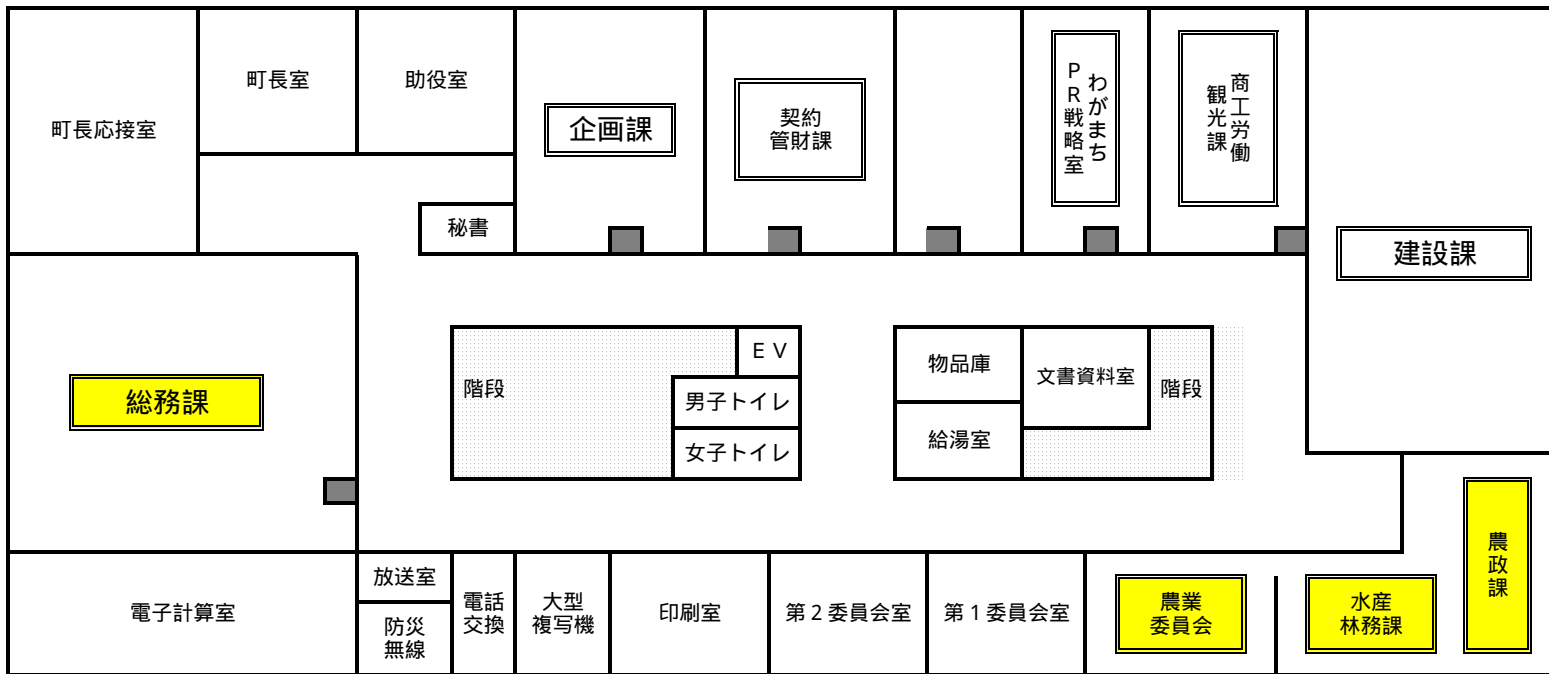 町長応接室
町長室
助役室
秘書
企画課
契約
管財課
わがまち
ＰＲ戦略室
商工労働
観光課
建設課
総務課
階段
ＥＶ
男子トイレ
女子トイレ
物品庫
給湯室
文書資料室
階段
電子計算室
放送室
防災
無線
電話
交換
大型
複写機
印刷室
第２委員会室
第１委員会室
農業
委員会
水産
林務課
農政課